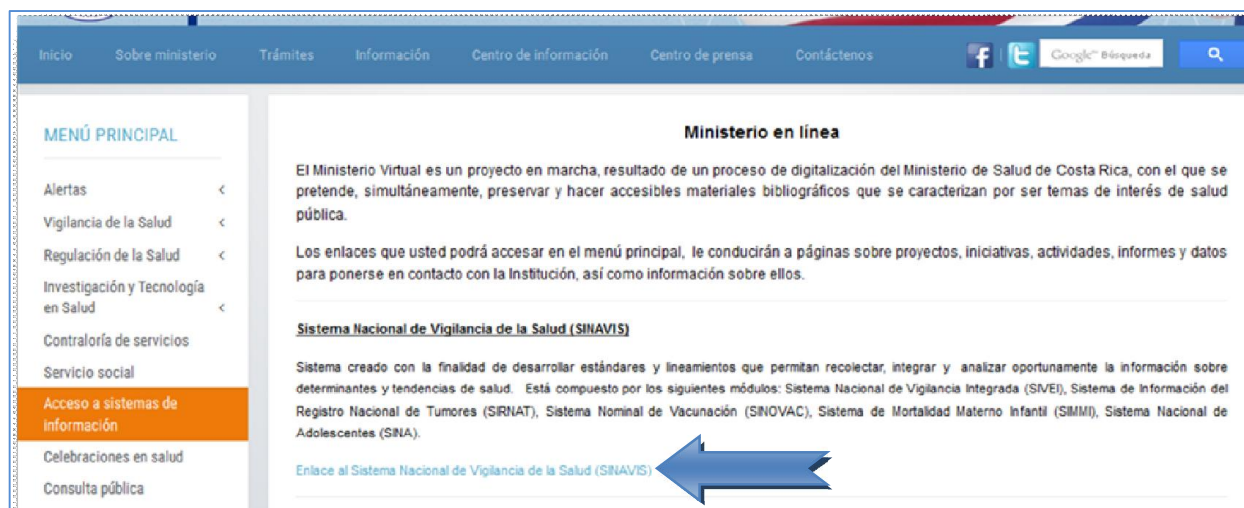 Inicio Sobre ministerio Trámites Información Centro de información Centro de prensa Contáctenos Google™ Búsqueda
MENÚ PRINCIPAL
Alertas
Vigilancia de la Salud
Regulación de la Salud
Investigación y Tecnología
en Salud
Contraloría de servicios
Servicio social
Acceso a sistemas de
información
Celebraciones en salud
Consulta pública
Ministerio en línea
El Ministerio Virtual es un proyecto en marcha, resultado de un proceso de digitalización del Ministerio de Salud de Costa Rica, con el que se
pretende, simultáneamente, preservar y hacer accesibles materiales bibliográficos que se caracterizan por ser temas de interés de salud
pública.
Los enlaces que usted podrá accesar en el menú principal, le conducirán a páginas sobre proyectos, iniciativas, actividades, informes y datos
para ponerse en contacto con la Institución, así como información sobre ellos.
Sistema Nacional de Vigilancia de la Salud (SINAVIS)
Sistema creado con la finalidad de desarrollar estándares y lineamientos que permitan recolectar, integrar y analizar oportunamente la información sobre
determinantes y tendencias de salud. Está compuesto por los siguientes módulos: Sistema Nacional de Vigilancia Integrada (SIVEI), Sistema de Información del
Registro Nacional de Tumores (SIRNAT), Sistema Nominal de Vacunación (SINOVAC), Sistema de Mortalidad Materno Infantil (SIMMI), Sistema Nacional de
Adolescentes (SINA).
Enlace al Sistema Nacional de Vigilancia de la Salud (SINAVIS)